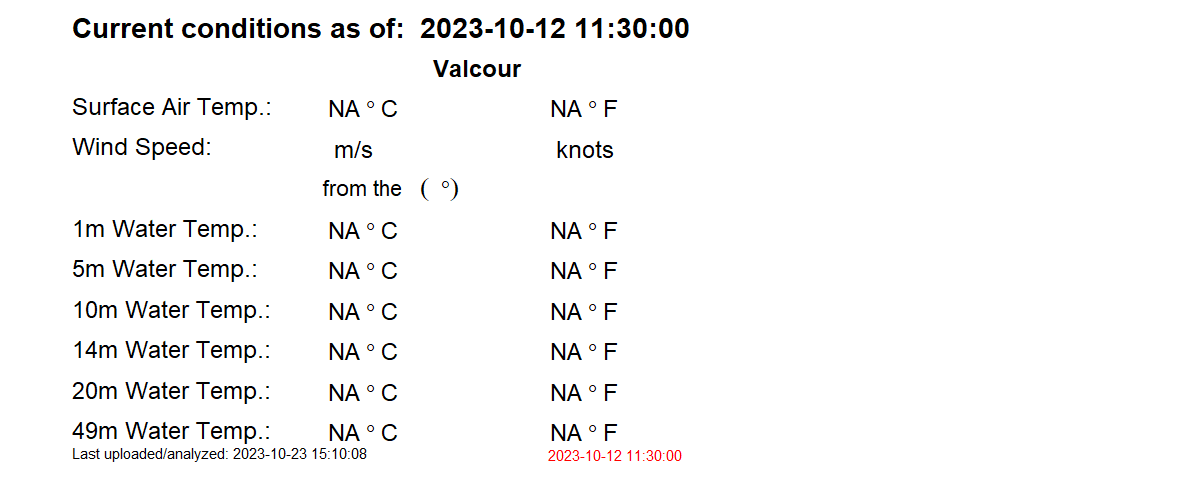 Current conditions as of: 2023-10-12 11:30:00
Valcour
Surface Air Temp.: NA ° C NA ° F
Wind Speed: m/s knots
from the ( °)
1m Water Temp.: NA ° C NA ° F
5m Water Temp.: NA ° C NA ° F
10m Water Temp.: NA ° C NA ° F
14m Water Temp.: NA ° C NA ° F
20m Water Temp.: NA ° C NA ° F
49m Water Temp.: NA ° C NA ° F
Last uploaded/analyzed: 2023-10-23 15:10:08 2023-10-12 11:30:00